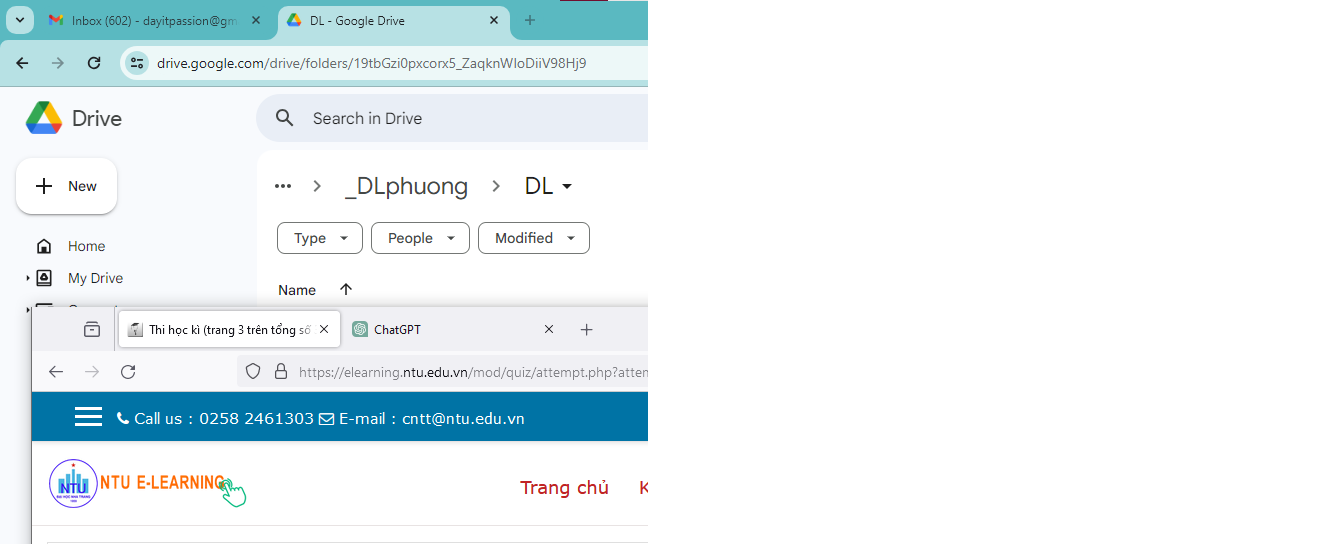 Inbox (602) - dayitpassion@gm
DL - Google Drive
drive.google.com/drive/folders/19tbGzi0pxcorx5_ZaqknWIoDiiV98Hj9
Drive
Search in Drive
New
_DLphuong
DL
Type
People
Modified
Home
My Drive
Name
Thi học kì (trang 3 trên tổng số
ChatGPT
https://elearning.ntu.edu.vn/mod/quiz/attempt.php?attem
Call us : 0258 2461303 E-mail : cntt@ntu.edu.vn
NTU
NTU E-LEARNING
Trang chủ
K